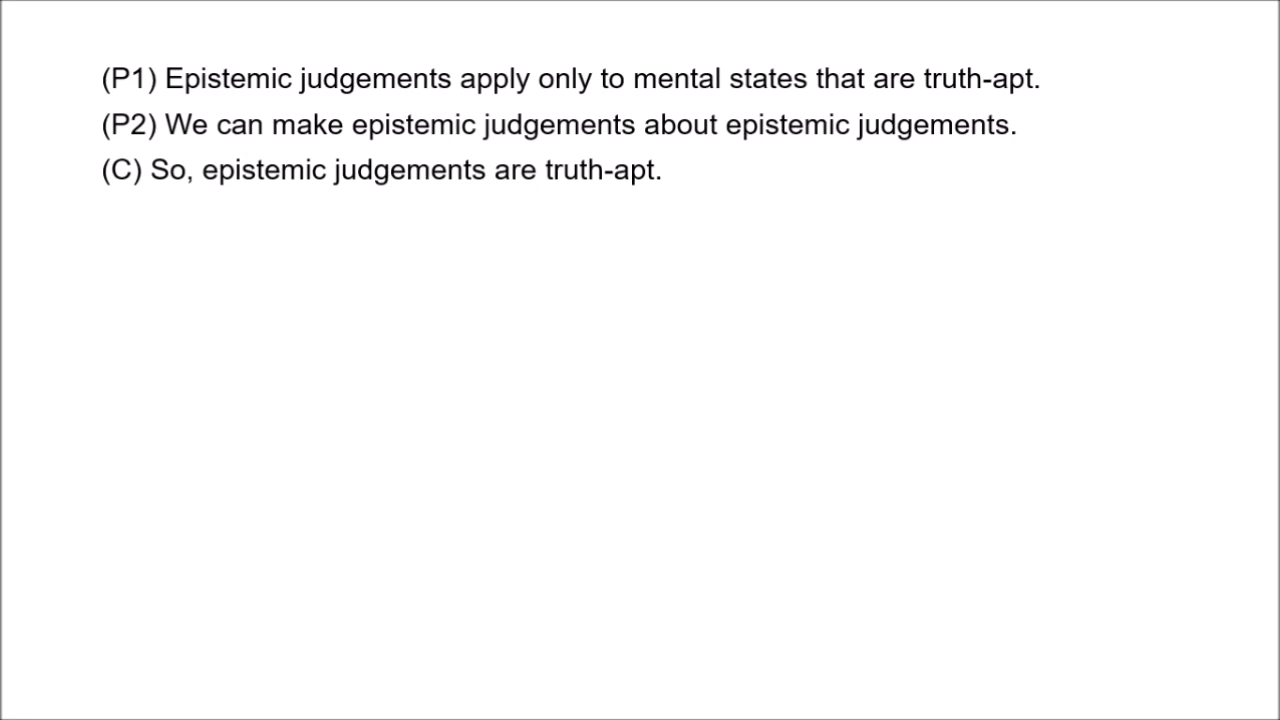 (P1) Epistemic judgements apply only to mental states that are truth-apt.
(P2) We can make epistemic judgements about epistemic judgements.
(C) So, epistemic judgements are truth-apt.